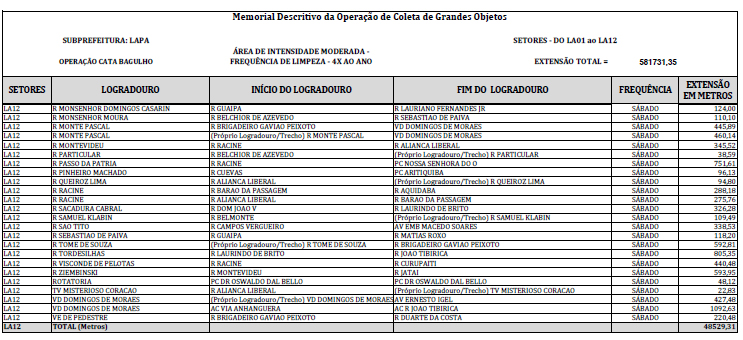 Memorial Descritivo da Operação de Coleta de Grandes Objetos
SUBPREFEITURA: LAPA SETORES - DO LA01 ao LA12
ÁREA DE INTENSIDADE MODERADA -
OPERAÇÃO CATA BAGULHO FREQUÊNCIA DE LIMPEZA - 4X AO ANO EXTENSÃO TOTAL = 581731,35
SETORES LOGRADOURO INÍCIO DO LOGRADOURO FIM DO LOGRADOURO FREQUÊNCIA EXTENSÃO EM METROS
LA12 R MONSENHOR DOMINGOS CASARIN R GUAIPA R LAURIANO FERNANDES JR SÁBADO 124,00
LA12 R MONSENHOR MOURA R BELCHIOR DE AZEVEDO R SEBASTIAO DE PAIVA SÁBADO 110,10
LA12 R MONTE PASCAL R BRIGADEIRO GAVIAO PEIXOTO VD DOMINGOS DE MORAES SÁBADO 445,89
LA12 R MONTE PASCAL (Próprio Logradouro/Trecho) R MONTE PASCAL VD DOMINGOS DE MORAES SÁBADO 460,14
LA12 R MONTEVIDEU R RACINE R ALIANCA LIBERAL SÁBADO 345,52
LA12 R PARTICULAR R BELCHIOR DE AZEVEDO (Próprio Logradouro/Trecho) R PARTICULAR SÁBADO 38,59
LA12 R PASSO DA PATRIA R RACINE PC NOSSA SENHORA DO O SÁBADO 751,61
LA12 R PINHEIRO MACHADO R CUEVAS PC ARITIQUIBA SÁBADO 96,13
LA12 R QUEIROZ LIMA R ALIANCA LIBERAL (Próprio Logradouro/Trecho) R QUEIROZ LIMA SÁBADO 94,80
LA12 R RACINE R BARAO DA PASSAGEM R AQUIDABA SÁBADO 288,18
LA12 R RACINE R ALIANCA LIBERAL R BARAO DA PASSAGEM SÁBADO 275,76
LA12 R SACADURA CABRAL R DOM JOAO V R LAURINDO DE BRITO SÁBADO 326,28
LA12 R SAMUEL KLABIN R BELMONTE (Próprio Logradouro/Trecho) R SAMUEL KLABIN SÁBADO 109,49
LA12 R SAO TITO R CAMPOS VERGUEIRO AV EMB MACEDO SOARES SÁBADO 338,53
LA12 R SEBASTIAO DE PAIVA R GUAIPA R MATIAS ROXO SÁBADO 118,20
LA12 R TOME DE SOUZA (Próprio Logradouro/Trecho) R TOME DE SOUZA R BRIGADEIRO GAVIAO PEIXOTO SÁBADO 592,81
LA12 R TORDESILHAS R LAURINDO DE BRITO R JOAO TIBIRICA SÁBADO 805,35
LA12 R VISCONDE DE PELOTAS R RACINE R CURUPAITI SÁBADO 440,48
LA12 R ZIEMBINSKI R MONTEVIDEU R JATAI SÁBADO 593,95
LA12 ROTATORIA PC DR OSWALDO DAL BELLO PC DR OSWALDO DAL BELLO SÁBADO 48,12
LA12 TV MISTERIOSO CORACAO R ALIANCA LIBERAL (Próprio Logradouro/Trecho) TV MISTERIOSO CORACAO SÁBADO 22,83
LA12 VD DOMINGOS DE MORAES (Próprio Logradouro/Trecho) VD DOMINGOS DE MORAES AV ERNESTO IGEL SÁBADO 427,48
LA12 VD DOMINGOS DE MORAES AC VIA ANHANGUERA AC R JOAO TIBIRICA SÁBADO 1092,63
LA12 VE DE PEDESTRE R BRIGADEIRO GAVIAO PEIXOTO R DUARTE DA COSTA SÁBADO 220,48
LA12 TOTAL (Metros) 48529,31